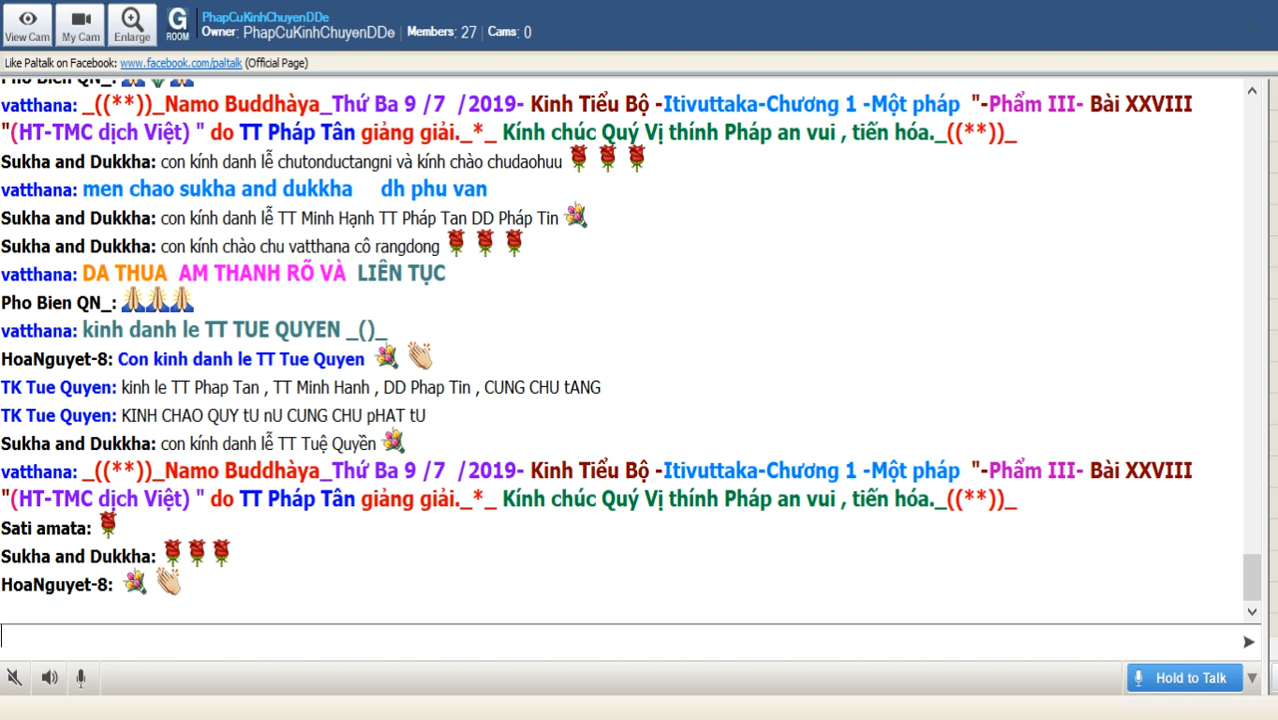 View Cam
My Cam
Enlarge
G
ROOM
PhapCuKinhChuyenDDe
Owner: PhapCuKinhChuyenDDe | Members: 27 | Cams: 0
Like Paltalk on Facebook: www.facebook.com/paltalk (Official Page)
Pho Bien QN_:
vatthana: _((**))_Namo Buddhàya_Thứ Ba 9 /7 /2019- Kinh Tiểu Bộ -Itivuttaka-Chương 1 -Một pháp "-Phẩm III- Bài XXVIII
"(HT-TMC dịch Việt) " do TT Pháp Tân giảng giải._*_ Kính chúc Quý Vị thính Pháp an vui , tiến hóa._((**))_
Sukha and Dukkha: con kính danh lễ chutonductangni và kính chào chudaohuu
vatthana: men chao sukha and dukkha dh phu van
Sukha and Dukkha: con kính danh lễ TT Minh Hạnh TT Pháp Tan DD Pháp Tin
Sukha and Dukkha: con kính chào chu vatthana cô rangdong
vatthana: DA THUA AM THANH RÕ VÀ LIÊN TỤC
Pho Bien QN_:
vatthana: kinh danh le TT TUE QUYEN _()_
HoaNguyet-8: Con kinh danh le TT Tue Quyen
TK Tue Quyen: kinh le TT Phap Tan , TT Minh Hanh , DD Phap Tin , CUNG CHU tANG
TK Tue Quyen: KINH CHAO QUY tU nU CUNG CHU pHAT tU
Sukha and Dukkha: con kính danh lễ TT Tuệ Quyền
vatthana: _((**))_Namo Buddhàya_Thứ Ba 9 /7 /2019- Kinh Tiểu Bộ -Itivuttaka-Chương 1 -Một pháp "-Phẩm III- Bài XXVIII
"(HT-TMC dịch Việt) " do TT Pháp Tân giảng giải._*_ Kính chúc Quý Vị thính Pháp an vui , tiến hóa._((**))_
Sati amata:
Sukha and Dukkha:
HoaNguyet-8:
Hold to Talk